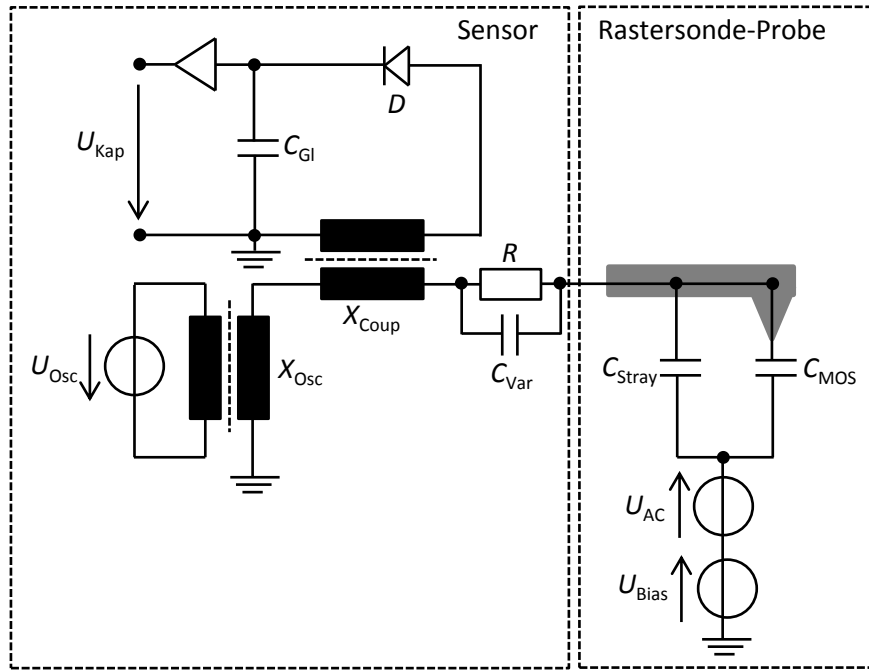 Sensor
Rastersonde-Probe
D
U_Kap
C_Gl
R
X_Coup
C_Var
U_Osc
X_Osc
C_Stray
C_MOS
U_AC
U_Bias